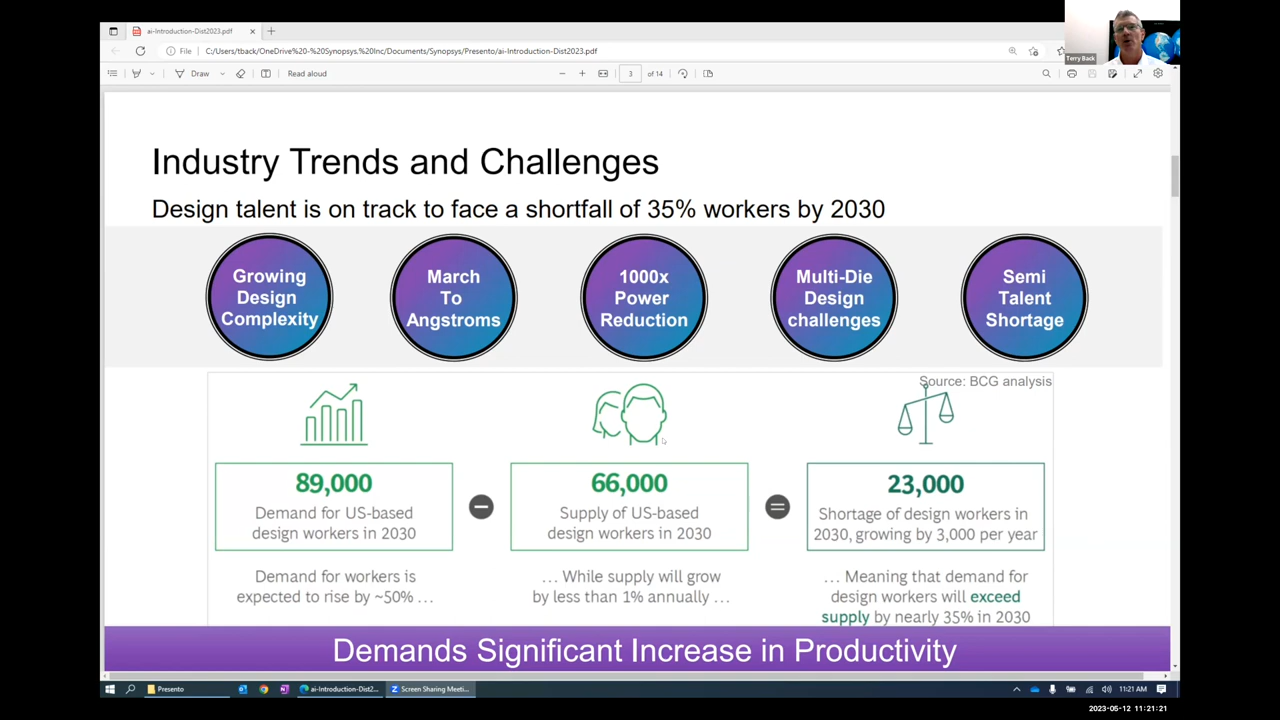 ai-Introduction-Dist2023.pdf
File
C:/Users/tback/OneDrive%20-%20Synopsys,%20Inc/Documents/Synopsys/Presento/ai-Introduction-Dist2023.pdf
Terry Back
Draw
Read aloud
3
of 14
Industry Trends and Challenges
Design talent is on track to face a shortfall of 35% workers by 2030
Growing
Design
Complexity
March
To
Angstroms
1000x
Power
Reduction
Multi-Die
Design
challenges
Semi
Talent
Shortage
Source: BCG analysis
89,000
Demand for US-based
design workers in 2030
66,000
Supply of US-based
design workers in 2030
23,000
Shortage of design workers in
2030, growing by 3,000 per year
Demand for workers is
expected to rise by ~50% …
… While supply will grow
by less than 1% annually …
… Meaning that demand for
design workers will exceed
supply by nearly 35% in 2030
Demands Significant Increase in Productivity
Presento
ai-Introduction-Dist2...
Screen Sharing Meeti...
11:21 AM
2023-05-12 11:21:21